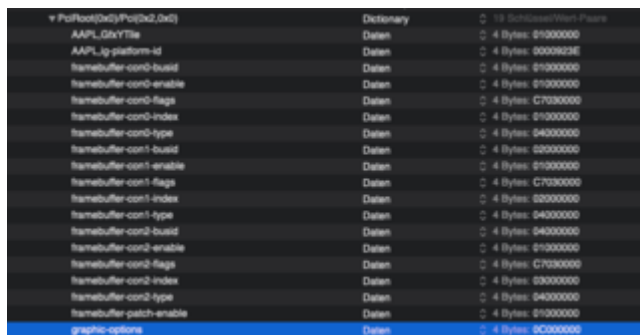 PciRoot(0x0)/Pci(0x2,0x0) Dictionary 19 Schlüssel/Wert-Paare
AAPL,GfxYTile Daten 4 Bytes: 01000000
AAPL,ig-platform-id Daten 4 Bytes: 0000923E
framebuffer-con0-busid Daten 4 Bytes: 01000000
framebuffer-con0-enable Daten 4 Bytes: 01000000
framebuffer-con0-flags Daten 4 Bytes: C7030000
framebuffer-con0-index Daten 4 Bytes: 01000000
framebuffer-con0-type Daten 4 Bytes: 04000000
framebuffer-con1-busid Daten 4 Bytes: 02000000
framebuffer-con1-enable Daten 4 Bytes: 01000000
framebuffer-con1-flags Daten 4 Bytes: C7030000
framebuffer-con1-index Daten 4 Bytes: 02000000
framebuffer-con1-type Daten 4 Bytes: 04000000
framebuffer-con2-busid Daten 4 Bytes: 04000000
framebuffer-con2-enable Daten 4 Bytes: 01000000
framebuffer-con2-flags Daten 4 Bytes: C7030000
framebuffer-con2-index Daten 4 Bytes: 03000000
framebuffer-con2-type Daten 4 Bytes: 04000000
framebuffer-patch-enable Daten 4 Bytes: 01000000
graphic-options Daten 4 Bytes: 0C000000